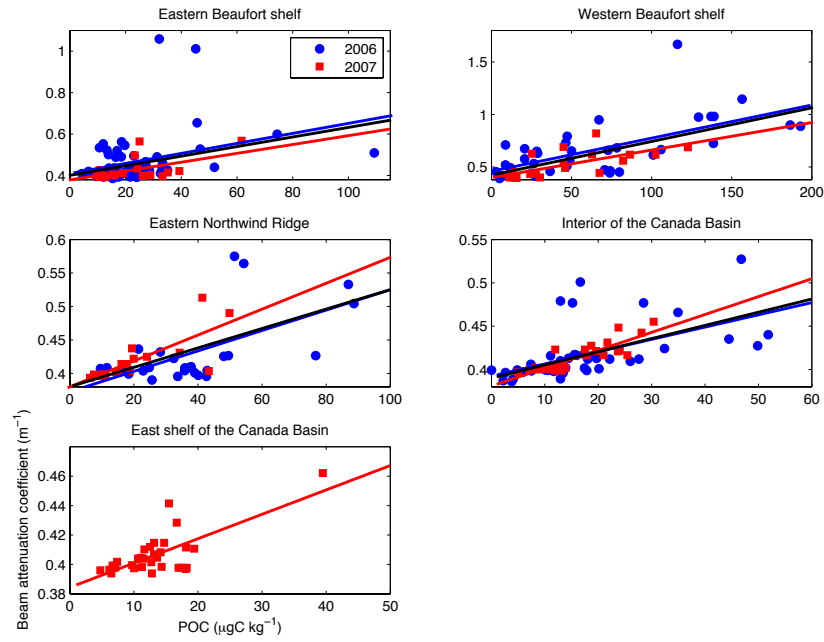 Eastern Beaufort shelf
1
0.8
0.6
0.4
0 20 40 60 80 100
2006
2007
Western Beaufort shelf
1.5
1
0.5
0 50 100 150 200
Eastern Northwind Ridge
0.6
0.55
0.5
0.45
0.4
0 20 40 60 80 100
Interior of the Canada Basin
0.55
0.5
0.45
0.4
0 10 20 30 40 50 60
East shelf of the Canada Basin
0.46
0.44
0.42
0.4
0.38
0 10 20 30 40 50
Beam attenuation coefficient (m⁻¹)
POC (μgC kg⁻¹)